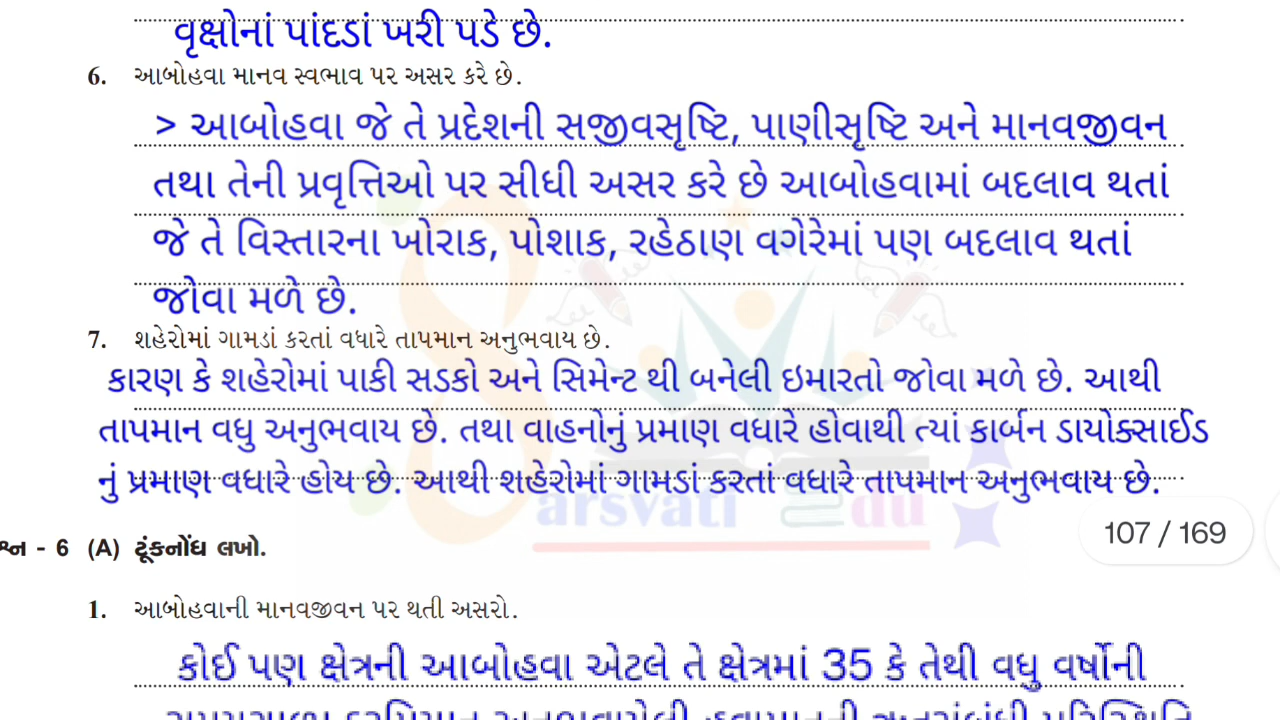 વૃક્ષોનાં પાંદડાં ખરી પડે છે.
6. આબોહવા માનવ સ્વભાવ પર અસર કરે છે.
> આબોહવા જે તે પ્રદેશની સજીવસૃષ્ટિ, પાણીસૃષ્ટિ અને માનવજીવન
તથા તેની પ્રવૃત્તિઓ પર સીધી અસર કરે છે આબોહવામાં બદલાવ થતાં
જે તે વિસ્તારના ખોરાક, પોશાક, રહેઠાણ વગેરેમાં પણ બદલાવ થતાં
જોવા મળે છે.
7. શહેરોમાં ગામડાં કરતાં વધારે તાપમાન અનુભવાય છે.
કારણ કે શહેરોમાં પાકી સડકો અને સિમેન્ટ થી બનેલી ઇમારતો જોવા મળે છે. આથી
તાપમાન વધુ અનુભવાય છે. તથા વાહનોનું પ્રમાણ વધારે હોવાથી ત્યાં કાર્બન ડાયોક્સાઈડ
નું પ્રમાણ વધારે હોય છે. આથી શહેરોમાં ગામડાં કરતાં વધારે તાપમાન અનુભવાય છે.
arsvati Edu
107 / 169
શ્ન - 6 (A) ટૂંકનોંધ લખો.
1. આબોહવાની માનવજીવન પર થતી અસરો.
કોઈ પણ ક્ષેત્રની આબોહવા એટલે તે ક્ષેત્રમાં 35 કે તેથી વધુ વર્ષોની